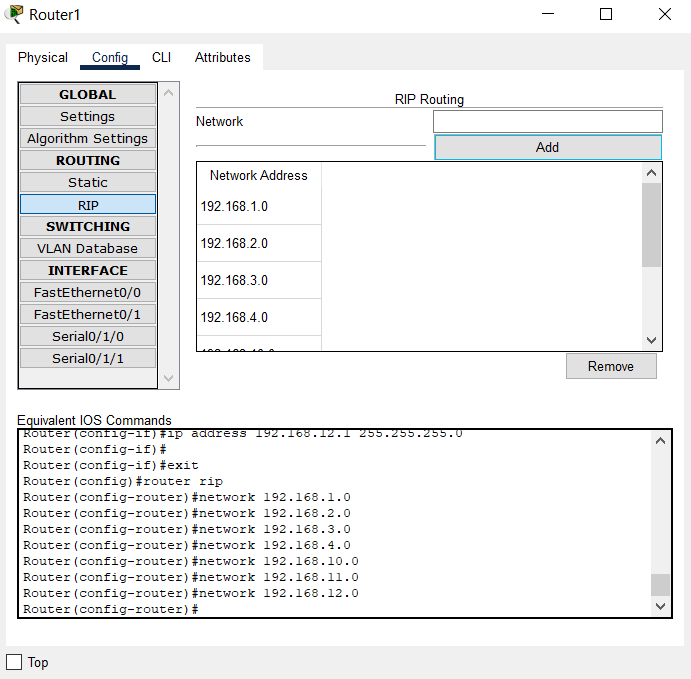 Router1
Physical Config CLI Attributes
GLOBAL
Settings
Algorithm Settings
ROUTING
Static
RIP
SWITCHING
VLAN Database
INTERFACE
FastEthernet0/0
FastEthernet0/1
Serial0/1/0
Serial0/1/1
RIP Routing
Network
Add
Network Address
192.168.1.0
192.168.2.0
192.168.3.0
192.168.4.0
192.168.10.0
Remove
Equivalent IOS Commands
Router(config-if)#ip address 192.168.12.1 255.255.255.0
Router(config-if)#
Router(config-if)#exit
Router(config)#router rip
Router(config-router)#network 192.168.1.0
Router(config-router)#network 192.168.2.0
Router(config-router)#network 192.168.3.0
Router(config-router)#network 192.168.4.0
Router(config-router)#network 192.168.10.0
Router(config-router)#network 192.168.11.0
Router(config-router)#network 192.168.12.0
Router(config-router)#
Top